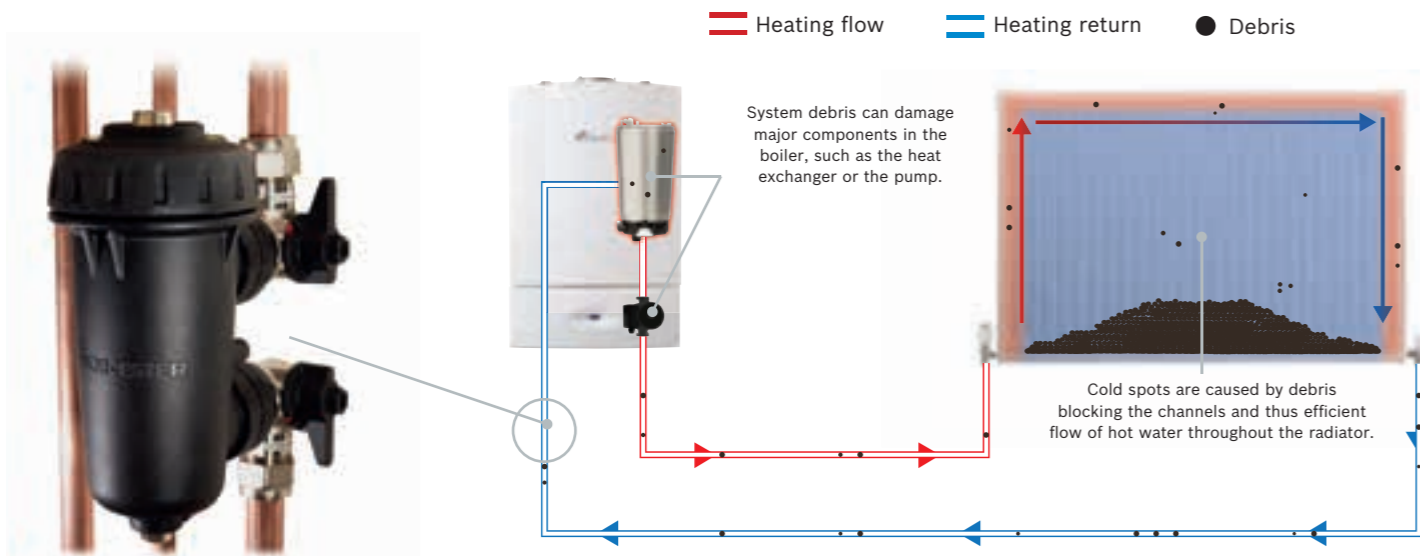 Heating flow
Heating return
Debris
System debris can damage
major components in the
boiler, such as the heat
exchanger or the pump.
Cold spots are caused by debris
blocking the channels and thus efficient
flow of hot water throughout the radiator.